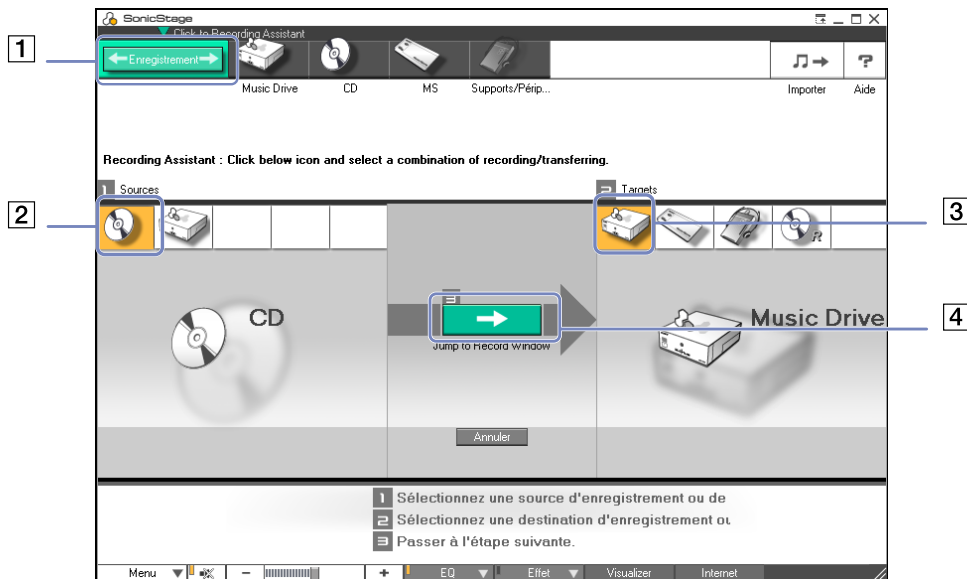 SonicStage
Click to Recording Assistant
1
Enregistrement
Music Drive CD MS Supports/Périp... Importer Aide
Recording Assistant : Click below icon and select a combination of recording/transferring.
1 Sources 2 Targets
2
3
R
3
CD Music Drive
4
Jump to Record Window
Annuler
1 Sélectionnez une source d'enregistrement ou de
2 Sélectionnez une destination d'enregistrement ou
3 Passer à l'étape suivante.
Menu − + EQ Effet Visualizer Internet